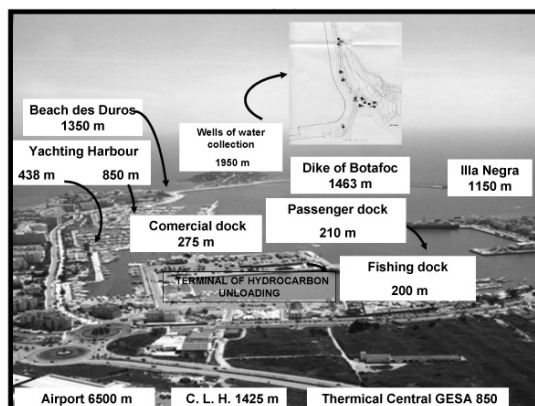 Beach des Duros
1350 m
Wells of water
collection
1950 m
Yachting Harbour
438 m 850 m
Dike of Botafoc
1463 m
Illa Negra
1150 m
Comercial dock
275 m
Passenger dock
210 m
Fishing dock
200 m
TERMINAL OF HYDROCARBON
UNLOADING
Airport 6500 m
C. L. H. 1425 m
Thermical Central GESA 850